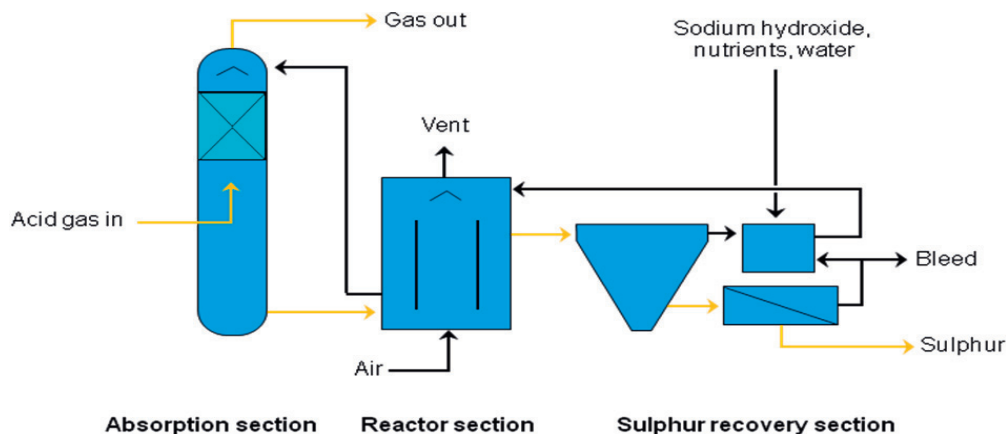 Gas out
Sodium hydroxide,
nutrients, water
Vent
Acid gas in
Bleed
Air
Sulphur
Absorption section
Reactor section
Sulphur recovery section